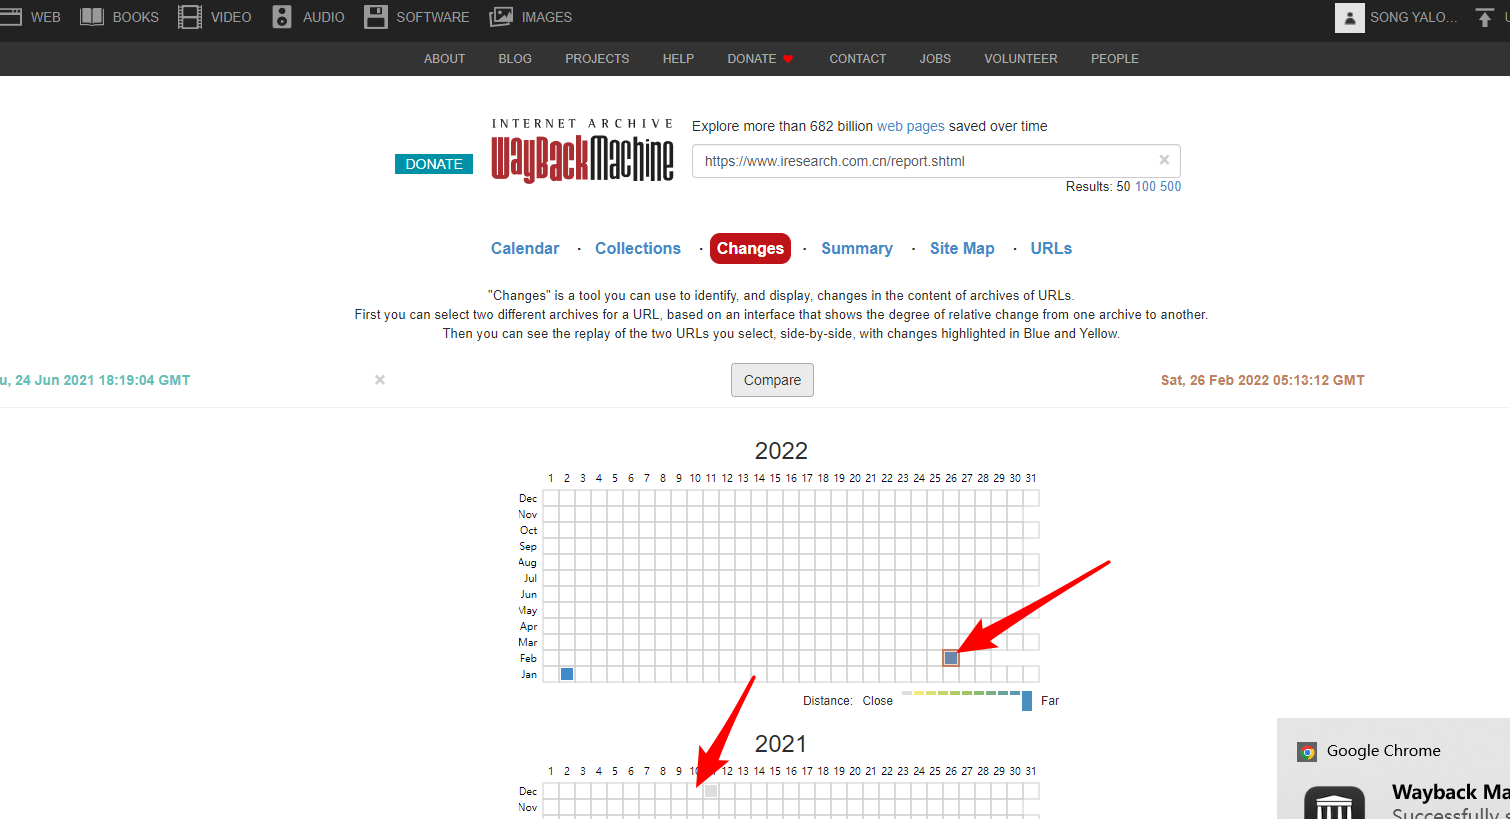 WEB BOOKS VIDEO AUDIO SOFTWARE IMAGES SONG YALO... U
ABOUT BLOG PROJECTS HELP DONATE CONTACT JOBS VOLUNTEER PEOPLE
INTERNET ARCHIVE
WayBackMachine
DONATE
Explore more than 682 billion web pages saved over time
https://www.iresearch.com.cn/report.shtml ×
Results: 50 100 500
Calendar · Collections · Changes · Summary · Site Map · URLs
"Changes" is a tool you can use to identify, and display, changes in the content of archives of URLs.
First you can select two different archives for a URL, based on an interface that shows the degree of relative change from one archive to another.
Then you can see the replay of the two URLs you select, side-by-side, with changes highlighted in Blue and Yellow.
u, 24 Jun 2021 18:19:04 GMT × Compare Sat, 26 Feb 2022 05:13:12 GMT
2022
1 2 3 4 5 6 7 8 9 10 11 12 13 14 15 16 17 18 19 20 21 22 23 24 25 26 27 28 29 30 31
Dec
Nov
Oct
Sep
Aug
Jul
Jun
May
Apr
Mar
Feb
Jan
Distance: Close Far
2021
1 2 3 4 5 6 7 8 9 10 11 12 13 14 15 16 17 18 19 20 21 22 23 24 25 26 27 28 29 30 31
Dec
Nov
Google Chrome
Wayback Ma
Successfully s